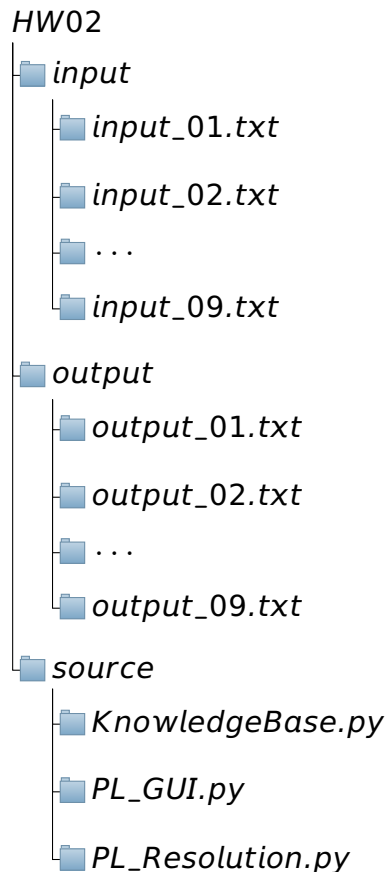 HW02
input
input_01.txt
input_02.txt
...
input_09.txt
output
output_01.txt
output_02.txt
...
output_09.txt
source
KnowledgeBase.py
PL_GUI.py
PL_Resolution.py